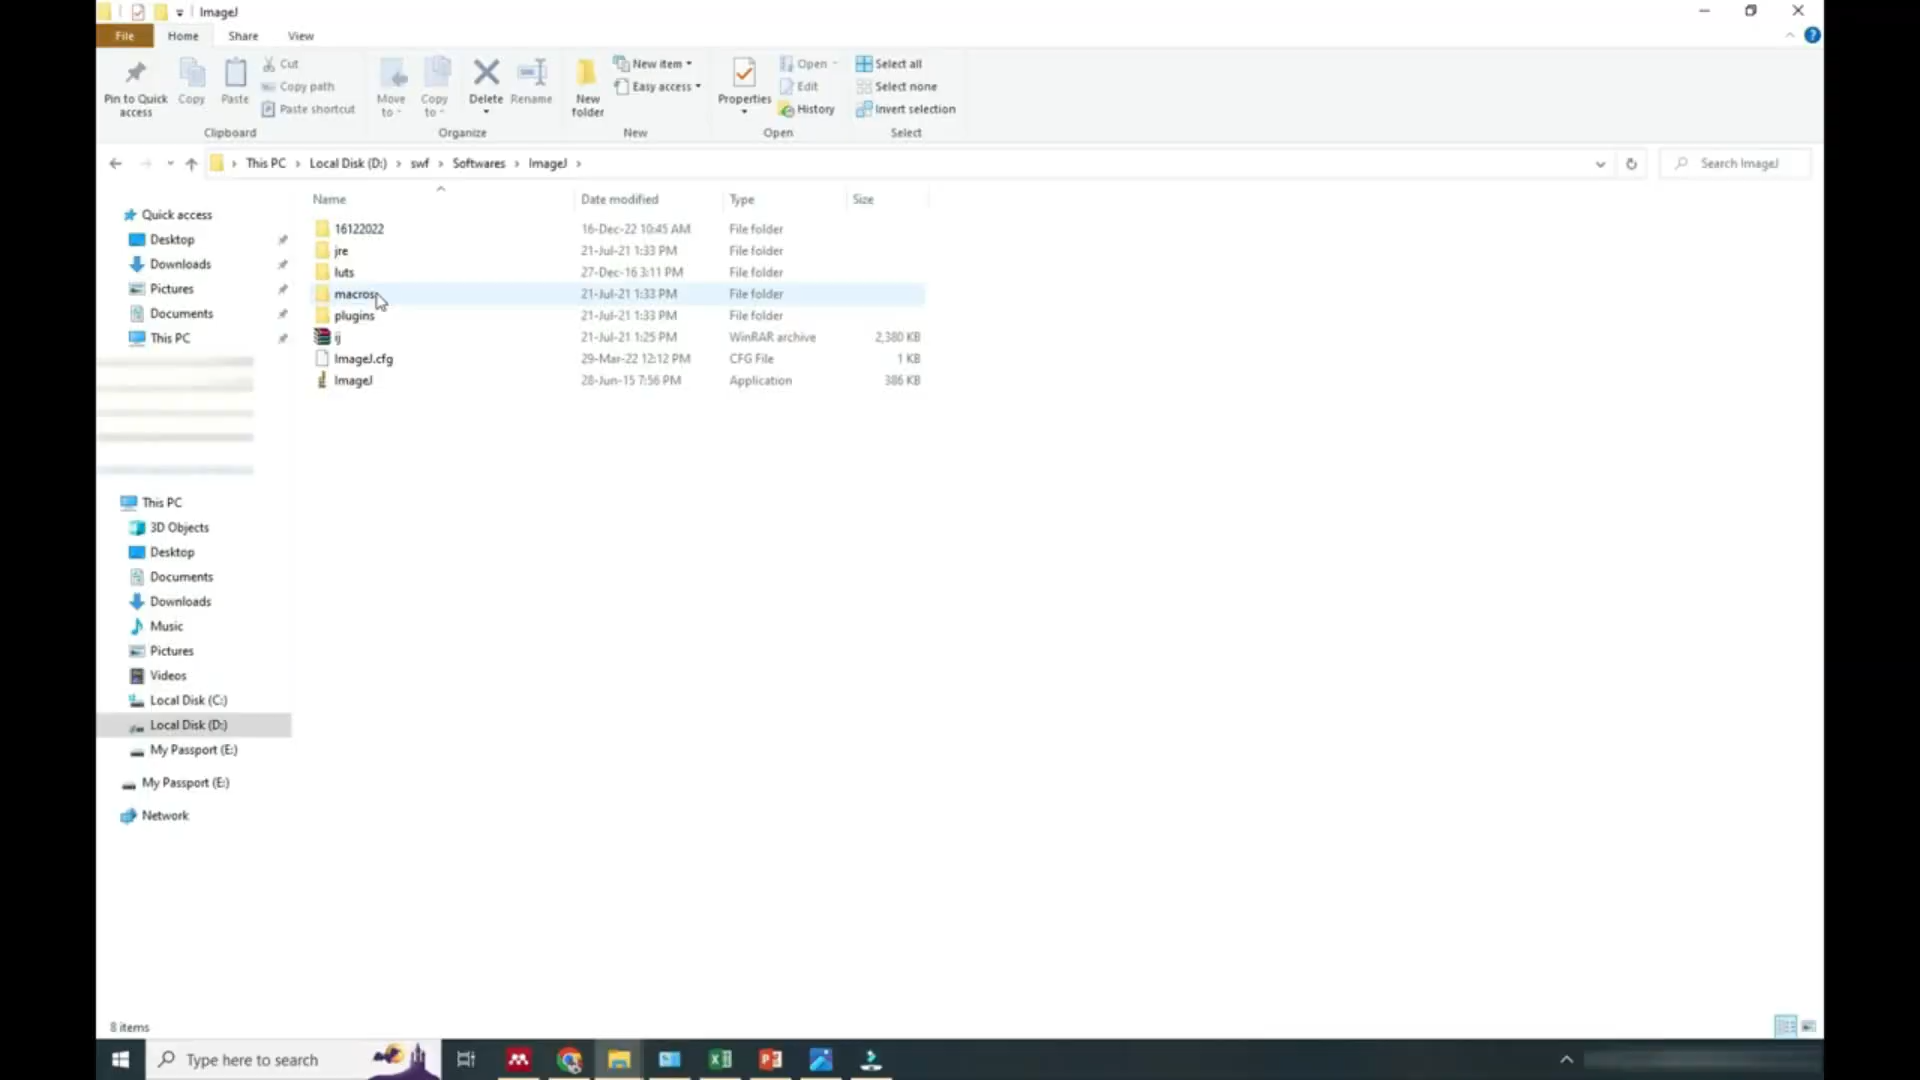 ImageJ
File Home Share View
Pin to Quick access
Copy
Paste
Cut
Copy path
Paste shortcut
Clipboard
Move to
Copy to
Delete
Rename
Organize
New folder
New item
Easy access
New
Properties
Open
Edit
History
Open
Select all
Select none
Invert selection
Select
This PC > Local Disk (D:) > swf > Softwares > ImageJ >
Search ImageJ
Name Date modified Type Size
16122022 16-Dec-22 10:45 AM File folder
jre 21-Jul-21 1:33 PM File folder
luts 27-Dec-16 3:11 PM File folder
macros 21-Jul-21 1:33 PM File folder
plugins 21-Jul-21 1:33 PM File folder
ij 21-Jul-21 1:25 PM WinRAR archive 2,380 KB
ImageJ.cfg 29-Mar-22 12:12 PM CFG File 1 KB
ImageJ 28-Jun-15 7:56 PM Application 386 KB
Quick access
Desktop
Downloads
Pictures
Documents
This PC
This PC
3D Objects
Desktop
Documents
Downloads
Music
Pictures
Videos
Local Disk (C:)
Local Disk (D:)
My Passport (E:)
My Passport (E:)
Network
8 items
Type here to search